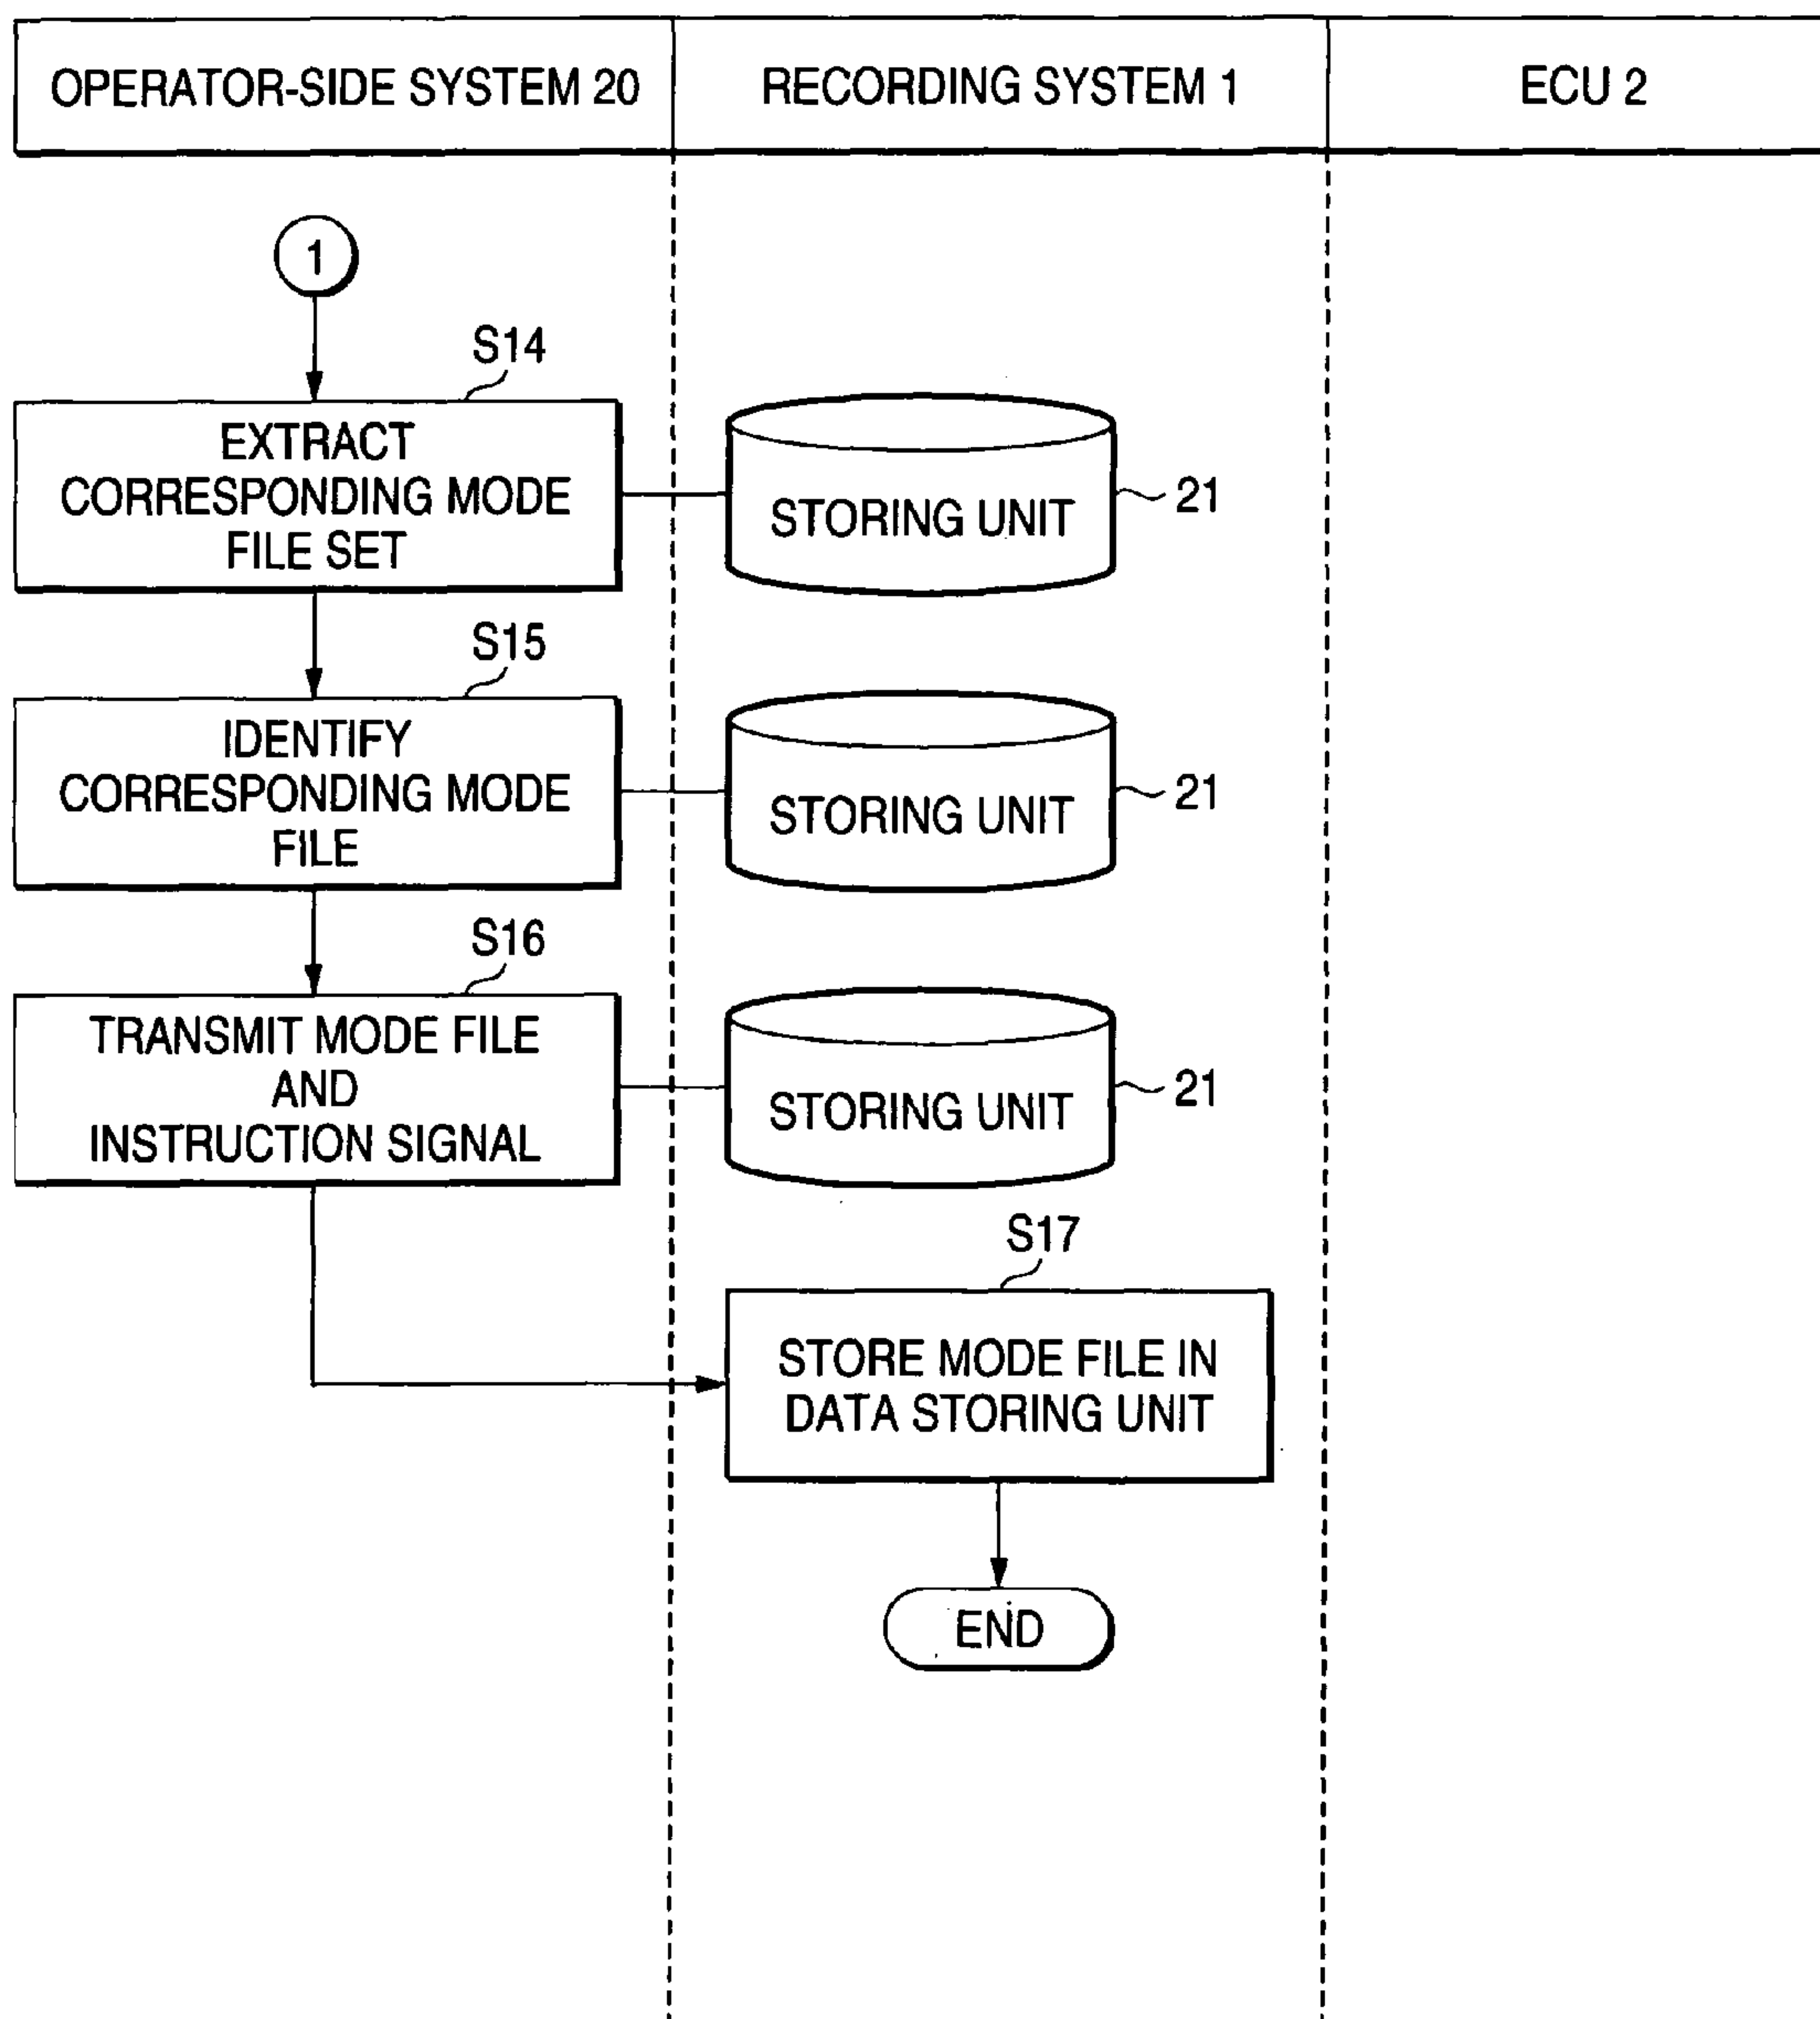 OPERATOR-SIDE SYSTEM 20
RECORDING SYSTEM 1
ECU 2
1
S14
EXTRACT
CORRESPONDING MODE
FILE SET
STORING UNIT
21
S15
IDENTIFY
CORRESPONDING MODE
FILE
STORING UNIT
21
S16
TRANSMIT MODE FILE
AND
INSTRUCTION SIGNAL
STORING UNIT
21
S17
STORE MODE FILE IN
DATA STORING UNIT
END